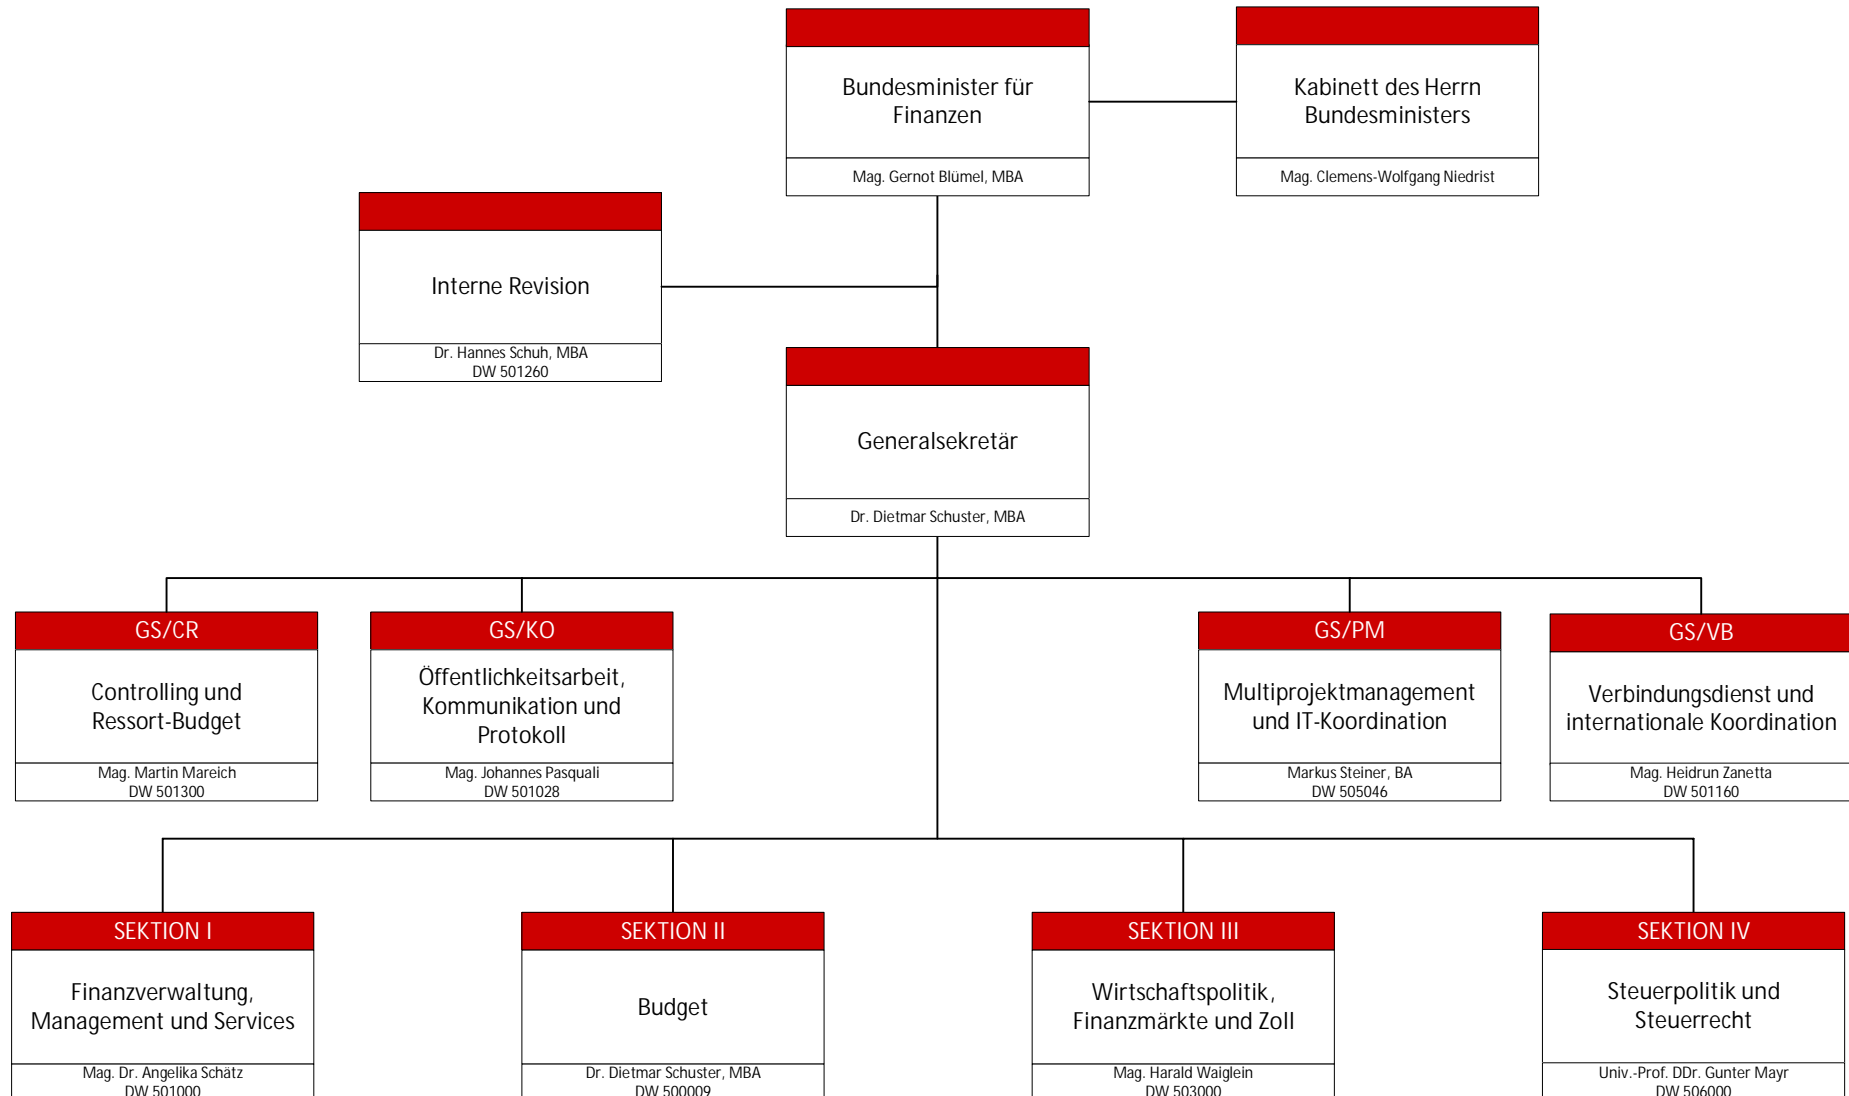 Bundesminister für
Finanzen
Mag. Gernot Blümel, MBA
Kabinett des Herrn
Bundesministers
Mag. Clemens-Wolfgang Niedrist
Interne Revision
Dr. Hannes Schuh, MBA
DW 501260
Generalsekretär
Dr. Dietmar Schuster, MBA
GS/CR
Controlling und
Ressort-Budget
Mag. Martin Mareich
DW 501300
GS/KO
Öffentlichkeitsarbeit,
Kommunikation und
Protokoll
Mag. Johannes Pasquali
DW 501028
GS/PM
Multiprojektmanagement
und IT-Koordination
Markus Steiner, BA
DW 505046
GS/VB
Verbindungsdienst und
internationale Koordination
Mag. Heidrun Zanetta
DW 501160
SEKTION I
Finanzverwaltung,
Management und Services
Mag. Dr. Angelika Schätz
DW 501000
SEKTION II
Budget
Dr. Dietmar Schuster, MBA
DW 500009
SEKTION III
Wirtschaftspolitik,
Finanzmärkte und Zoll
Mag. Harald Waiglein
DW 503000
SEKTION IV
Steuerpolitik und
Steuerrecht
Univ.-Prof. DDr. Gunter Mayr
DW 506000